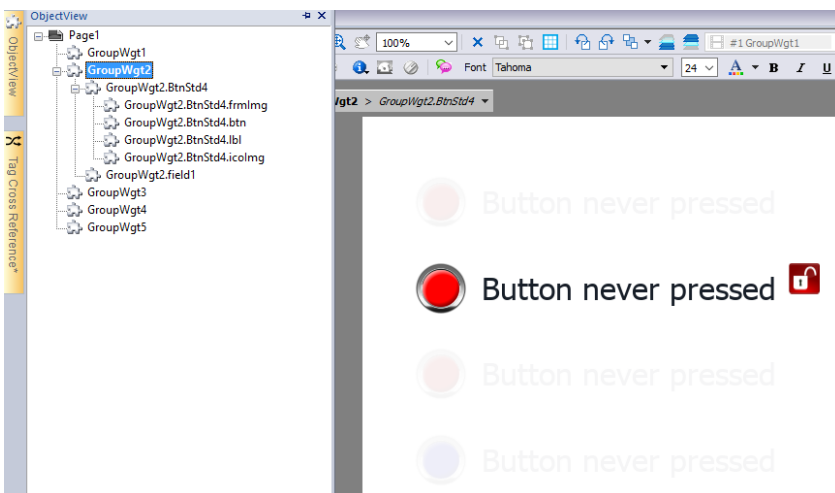 ObjectView
ObjectView
Tag Cross Reference*
Page1
GroupWgt1
GroupWgt2
GroupWgt2.BtnStd4
GroupWgt2.BtnStd4.frmImg
GroupWgt2.BtnStd4.btn
GroupWgt2.BtnStd4.lbl
GroupWgt2.BtnStd4.icoImg
GroupWgt2.field1
GroupWgt3
GroupWgt4
GroupWgt5
100% #1 GroupWgt1
Font Tahoma 24 A B I U
Wgt2 > GroupWgt2.BtnStd4
Button never pressed
Button never pressed
Button never pressed
Button never pressed